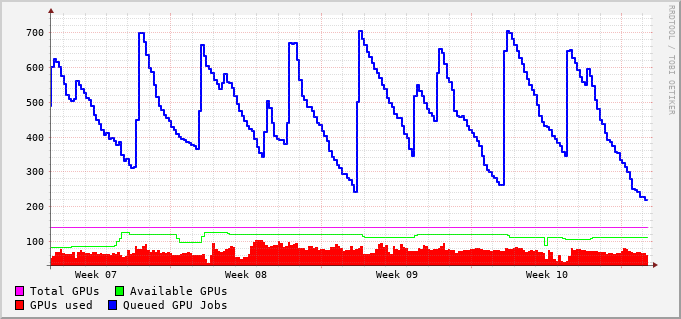 700
600
500
400
300
200
100
Week 07 Week 08 Week 09 Week 10
Total GPUs Available GPUs
GPUs used Queued GPU Jobs
RRDTOOL / TOBI OETIKER